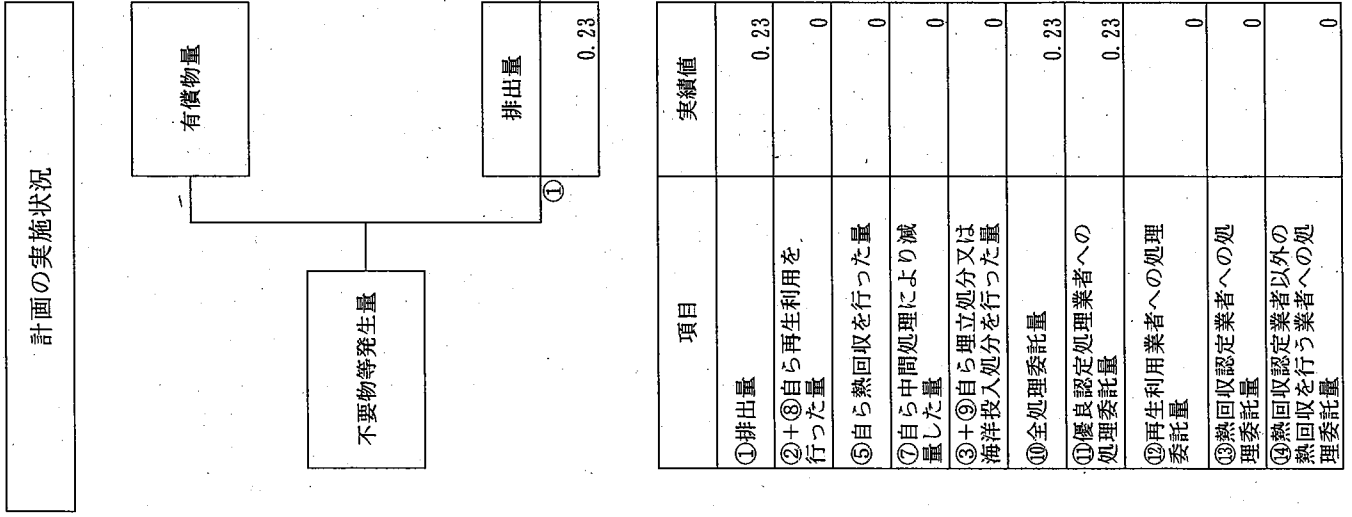 計画の実施状況
有償物量
不要物等発生量
排出量
①
0.23
項目
実績値
①排出量
0.23
②+⑧自ら再生利用を
行った量
0
⑤自ら熱回収を行った量
0
⑦自ら中間処理により減
量した量
0
③+⑨自ら埋立処分又は
海洋投入処分を行った量
0
⑩全処理委託量
0.23
⑪優良認定処理業者への
処理委託量
0.23
⑫再生利用業者への処理
委託量
0
⑬熱回収認定業者への処
理委託量
0
⑭熱回収認定業者以外の
熱回収を行う業者への処
理委託量
0